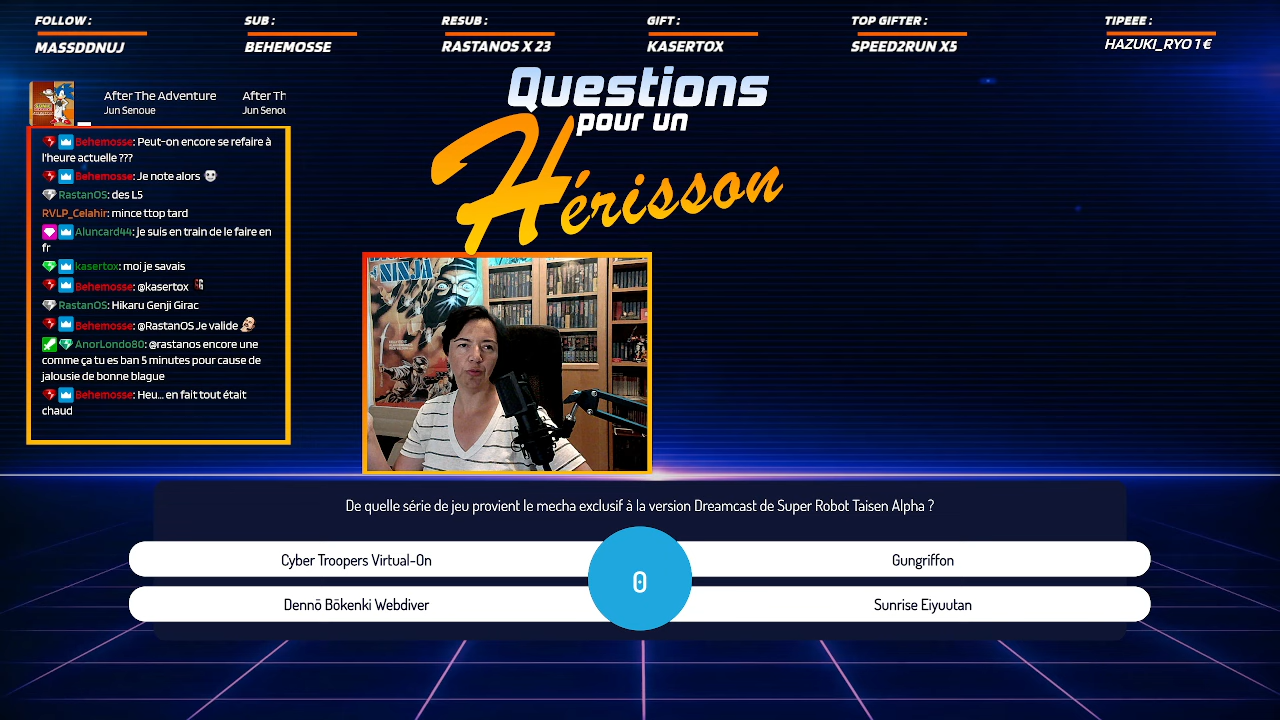 FOLLOW :
MASSDDNUJ
SUB :
BEHEMOSSE
RESUB :
RASTANOS X 23
GIFT :
KASERTOX
TOP GIFTER :
SPEED2RUN X5
TIPEEE :
HAZUKI_RYO 1 €
Questions
pour un
Hérisson
After The Adventure
Jun Senoue
After Th
Jun Senou
Behemosse: Peut-on encore se refaire à
l'heure actuelle ???
Behemosse: Je note alors
RastanOS: des L5
RVLP_Celahir: mince ttop tard
Aluncard44: je suis en train de le faire en
fr
kasertox: moi je savais
Behemosse: @kasertox
RastanOS: Hikaru Genji Girac
Behemosse: @RastanOS Je valide
AnorLondo80: @rastanos encore une
comme ça tu es ban 5 minutes pour cause de
jalousie de bonne blague
Behemosse: Heu... en fait tout était
chaud
NINJA
De quelle série de jeu provient le mecha exclusif à la version Dreamcast de Super Robot Taisen Alpha ?
Cyber Troopers Virtual-On
Gungriffon
0
Dennō Bōkenki Webdiver
Sunrise Eiyuutan